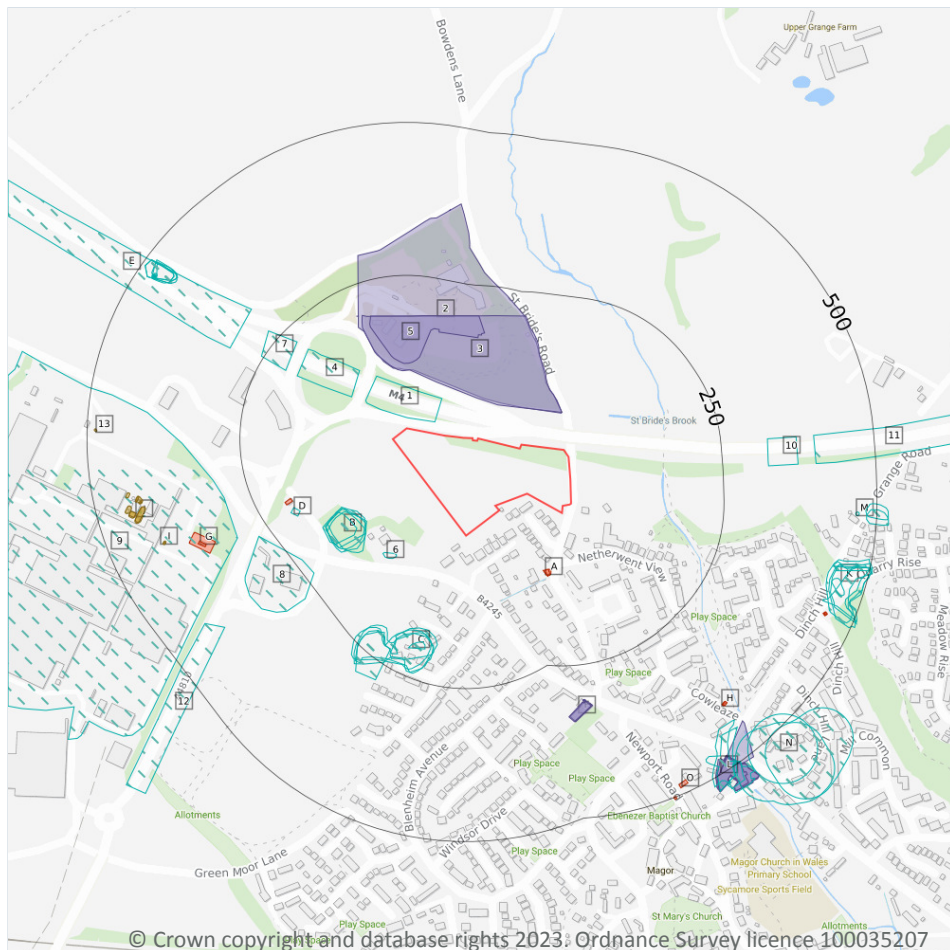 Upper Grange Farm
Bowdens Lane
500
E
2
St Bride's Road
5
3
7
4
M4
1
250
St Bride's Brook
13
10
11
Grange Road
D
B
M
9
I
G
6
A
Netherwent View
K
Quarry Rise
8
B4245
Play Space
Dinch Hill
Meadow Rise
C
Play Space
12
H
Cowleaze
Dinch Hill
Common
N
Newport Road
Blenheim Avenue
Play Space
Play Space
O
Windsor Drive
Ebenezer Baptist Church
Allotments
Play Space
Green Moor Lane
Magor
Magor Church in Wales
Primary School
Sycamore Sports Field
St Mary's Church
Play Space
Allotments
© Crown copyright and database rights 2023. Ordnance Survey licence 100035207